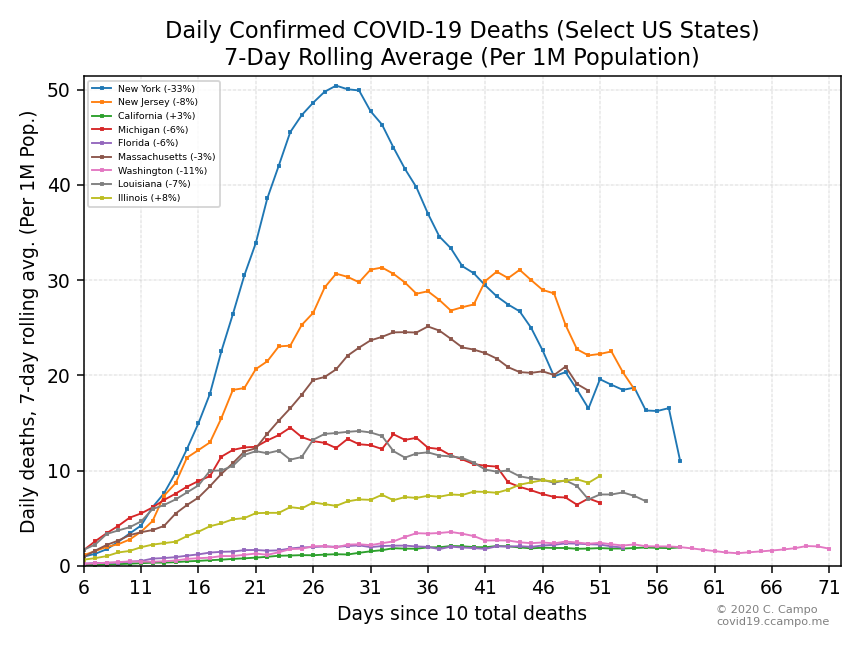 Daily Confirmed COVID-19 Deaths (Select US States)
7-Day Rolling Average (Per 1M Population)
Daily deaths, 7-day rolling avg. (Per 1M Pop.)
50
40
30
20
10
0
New York (-33%)
New Jersey (-8%)
California (+3%)
Michigan (-6%)
Florida (-6%)
Massachusetts (-3%)
Washington (-11%)
Louisiana (-7%)
Illinois (+8%)
6 11 16 21 26 31 36 41 46 51 56 61 66 71
Days since 10 total deaths
© 2020 C. Campo
covid19.ccampo.me